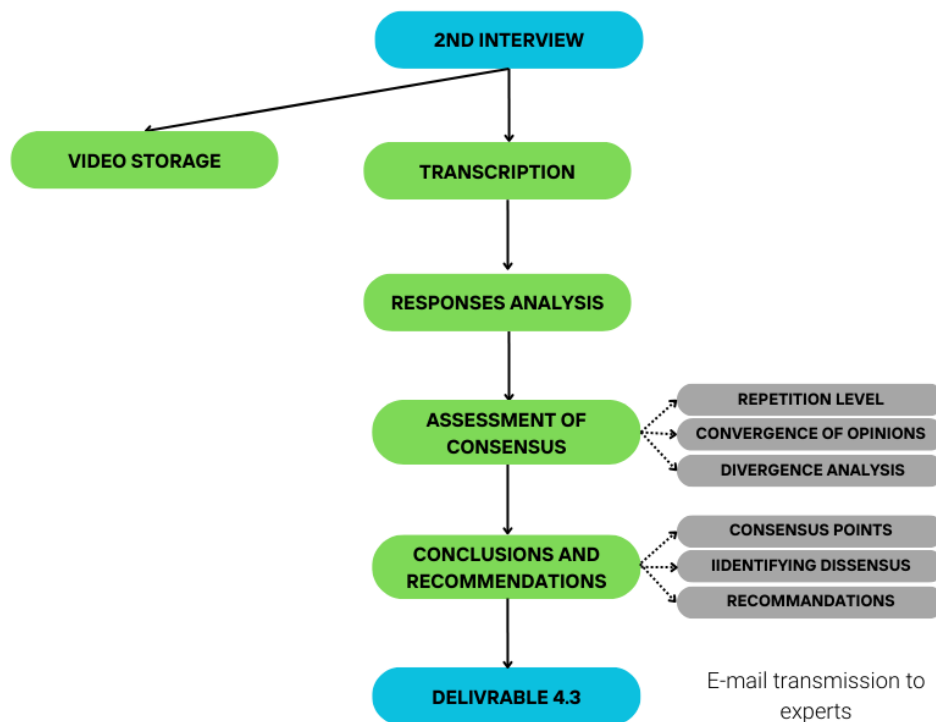 2ND INTERVIEW
VIDEO STORAGE
TRANSCRIPTION
RESPONSES ANALYSIS
ASSESSMENT OF
CONSENSUS
REPETITION LEVEL
CONVERGENCE OF OPINIONS
DIVERGENCE ANALYSIS
CONCLUSIONS AND
RECOMMENDATIONS
CONSENSUS POINTS
IIDENTIFYING DISSENSUS
RECOMMANDATIONS
DELIVRABLE 4.3
E-mail transmission to
experts